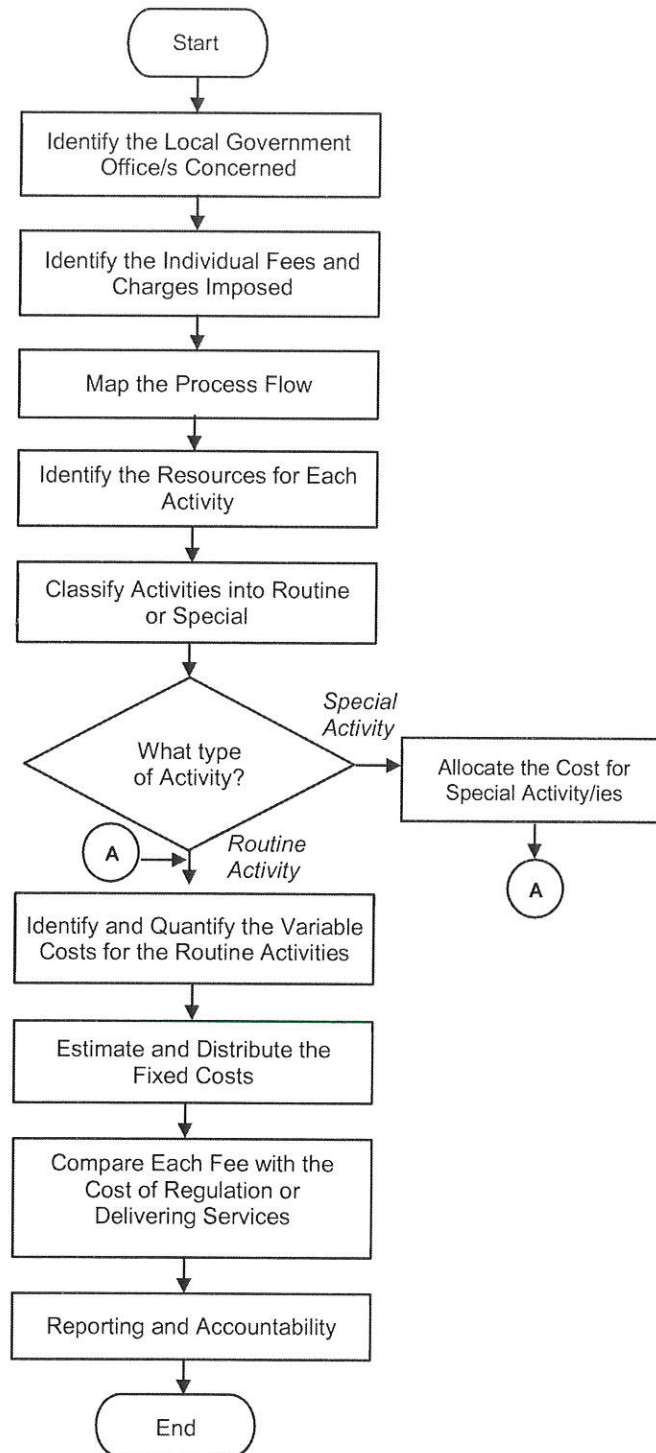 Start
Identify the Local Government
Office/s Concerned
Identify the Individual Fees and
Charges Imposed
Map the Process Flow
Identify the Resources for Each
Activity
Classify Activities into Routine
or Special
What type
of Activity?
Special
Activity
Allocate the Cost for
Special Activity/ies
A
A
Routine
Activity
Identify and Quantify the Variable
Costs for the Routine Activities
Estimate and Distribute the
Fixed Costs
Compare Each Fee with the
Cost of Regulation or
Delivering Services
Reporting and Accountability
End